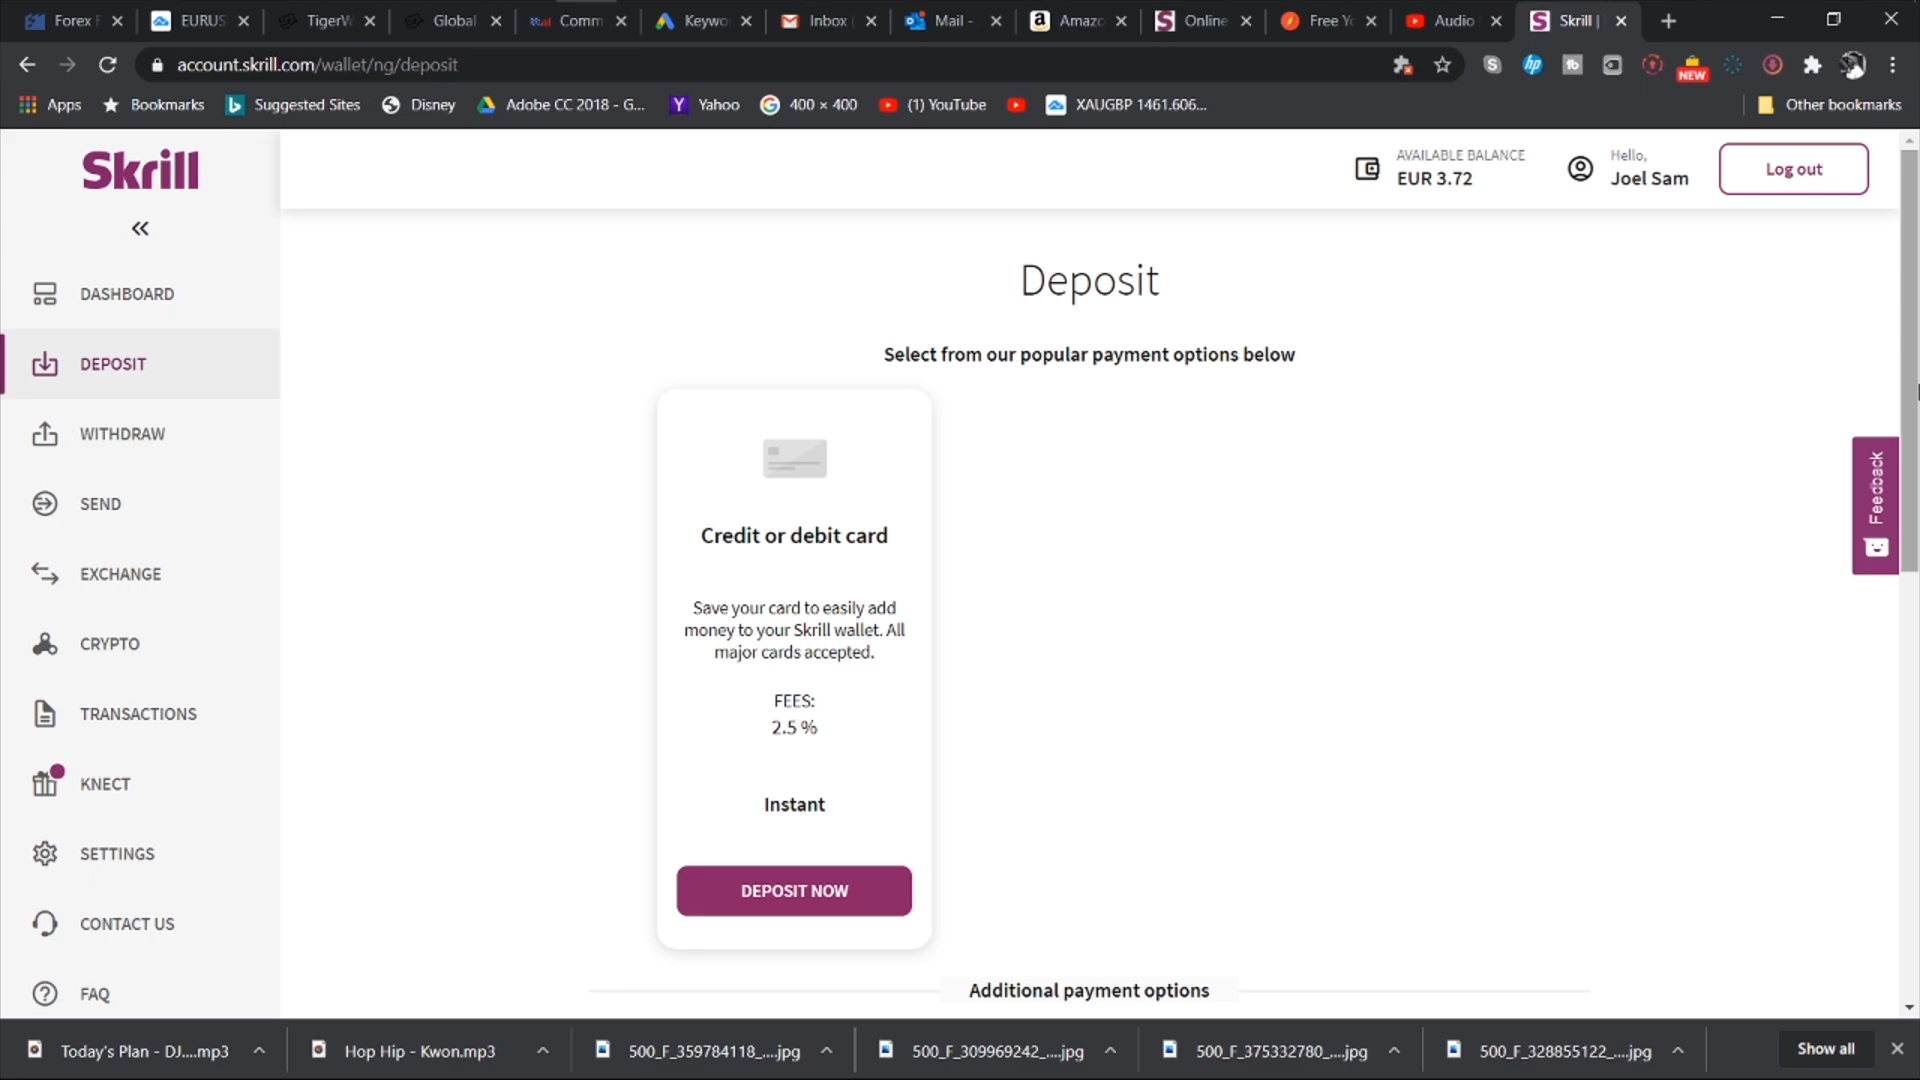 Forex F
EURUS
TigerW
Global
Comm
Keywo
Inbox
Mail -
Amazo
Online
Free Yo
Audio
Skrill |
account.skrill.com/wallet/ng/deposit
NEW
Apps
Bookmarks
Suggested Sites
Disney
Adobe CC 2018 - G...
Yahoo
400 × 400
(1) YouTube
XAUGBP 1461.606...
Other bookmarks
Skrill
AVAILABLE BALANCE
EUR 3.72
Hello,
Joel Sam
Log out
DASHBOARD
DEPOSIT
WITHDRAW
SEND
EXCHANGE
CRYPTO
TRANSACTIONS
KNECT
SETTINGS
CONTACT US
FAQ
Deposit
Select from our popular payment options below
Credit or debit card
Save your card to easily add
money to your Skrill wallet. All
major cards accepted.
FEES:
2.5 %
Instant
DEPOSIT NOW
Feedback
Additional payment options
Today's Plan - DJ....mp3
Hop Hip - Kwon.mp3
500_F_359784118_....jpg
500_F_309969242_....jpg
500_F_375332780_....jpg
500_F_328855122_....jpg
Show all